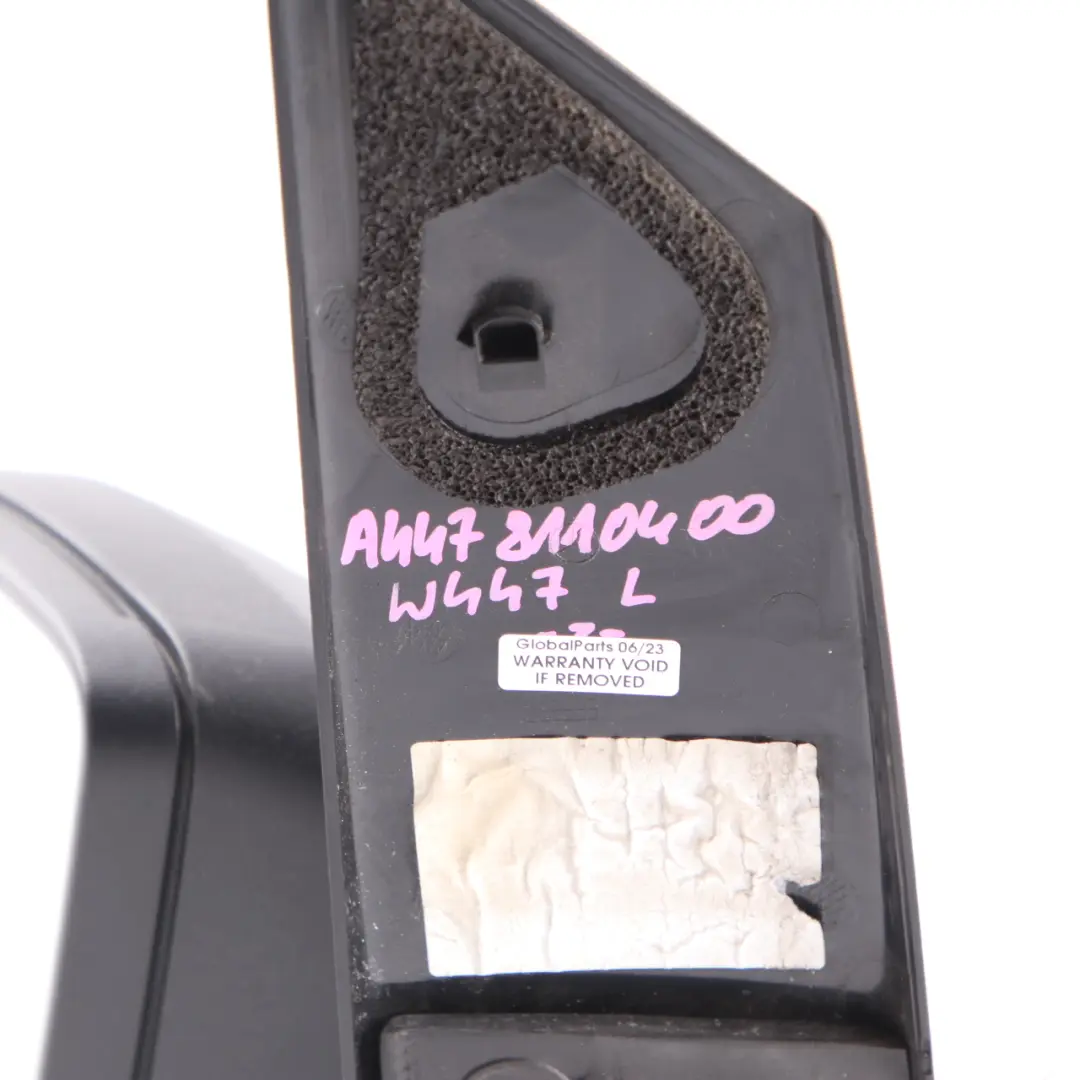 A447 8110400
W447 L
GlobalParts 06/23
WARRANTY VOID
IF REMOVED